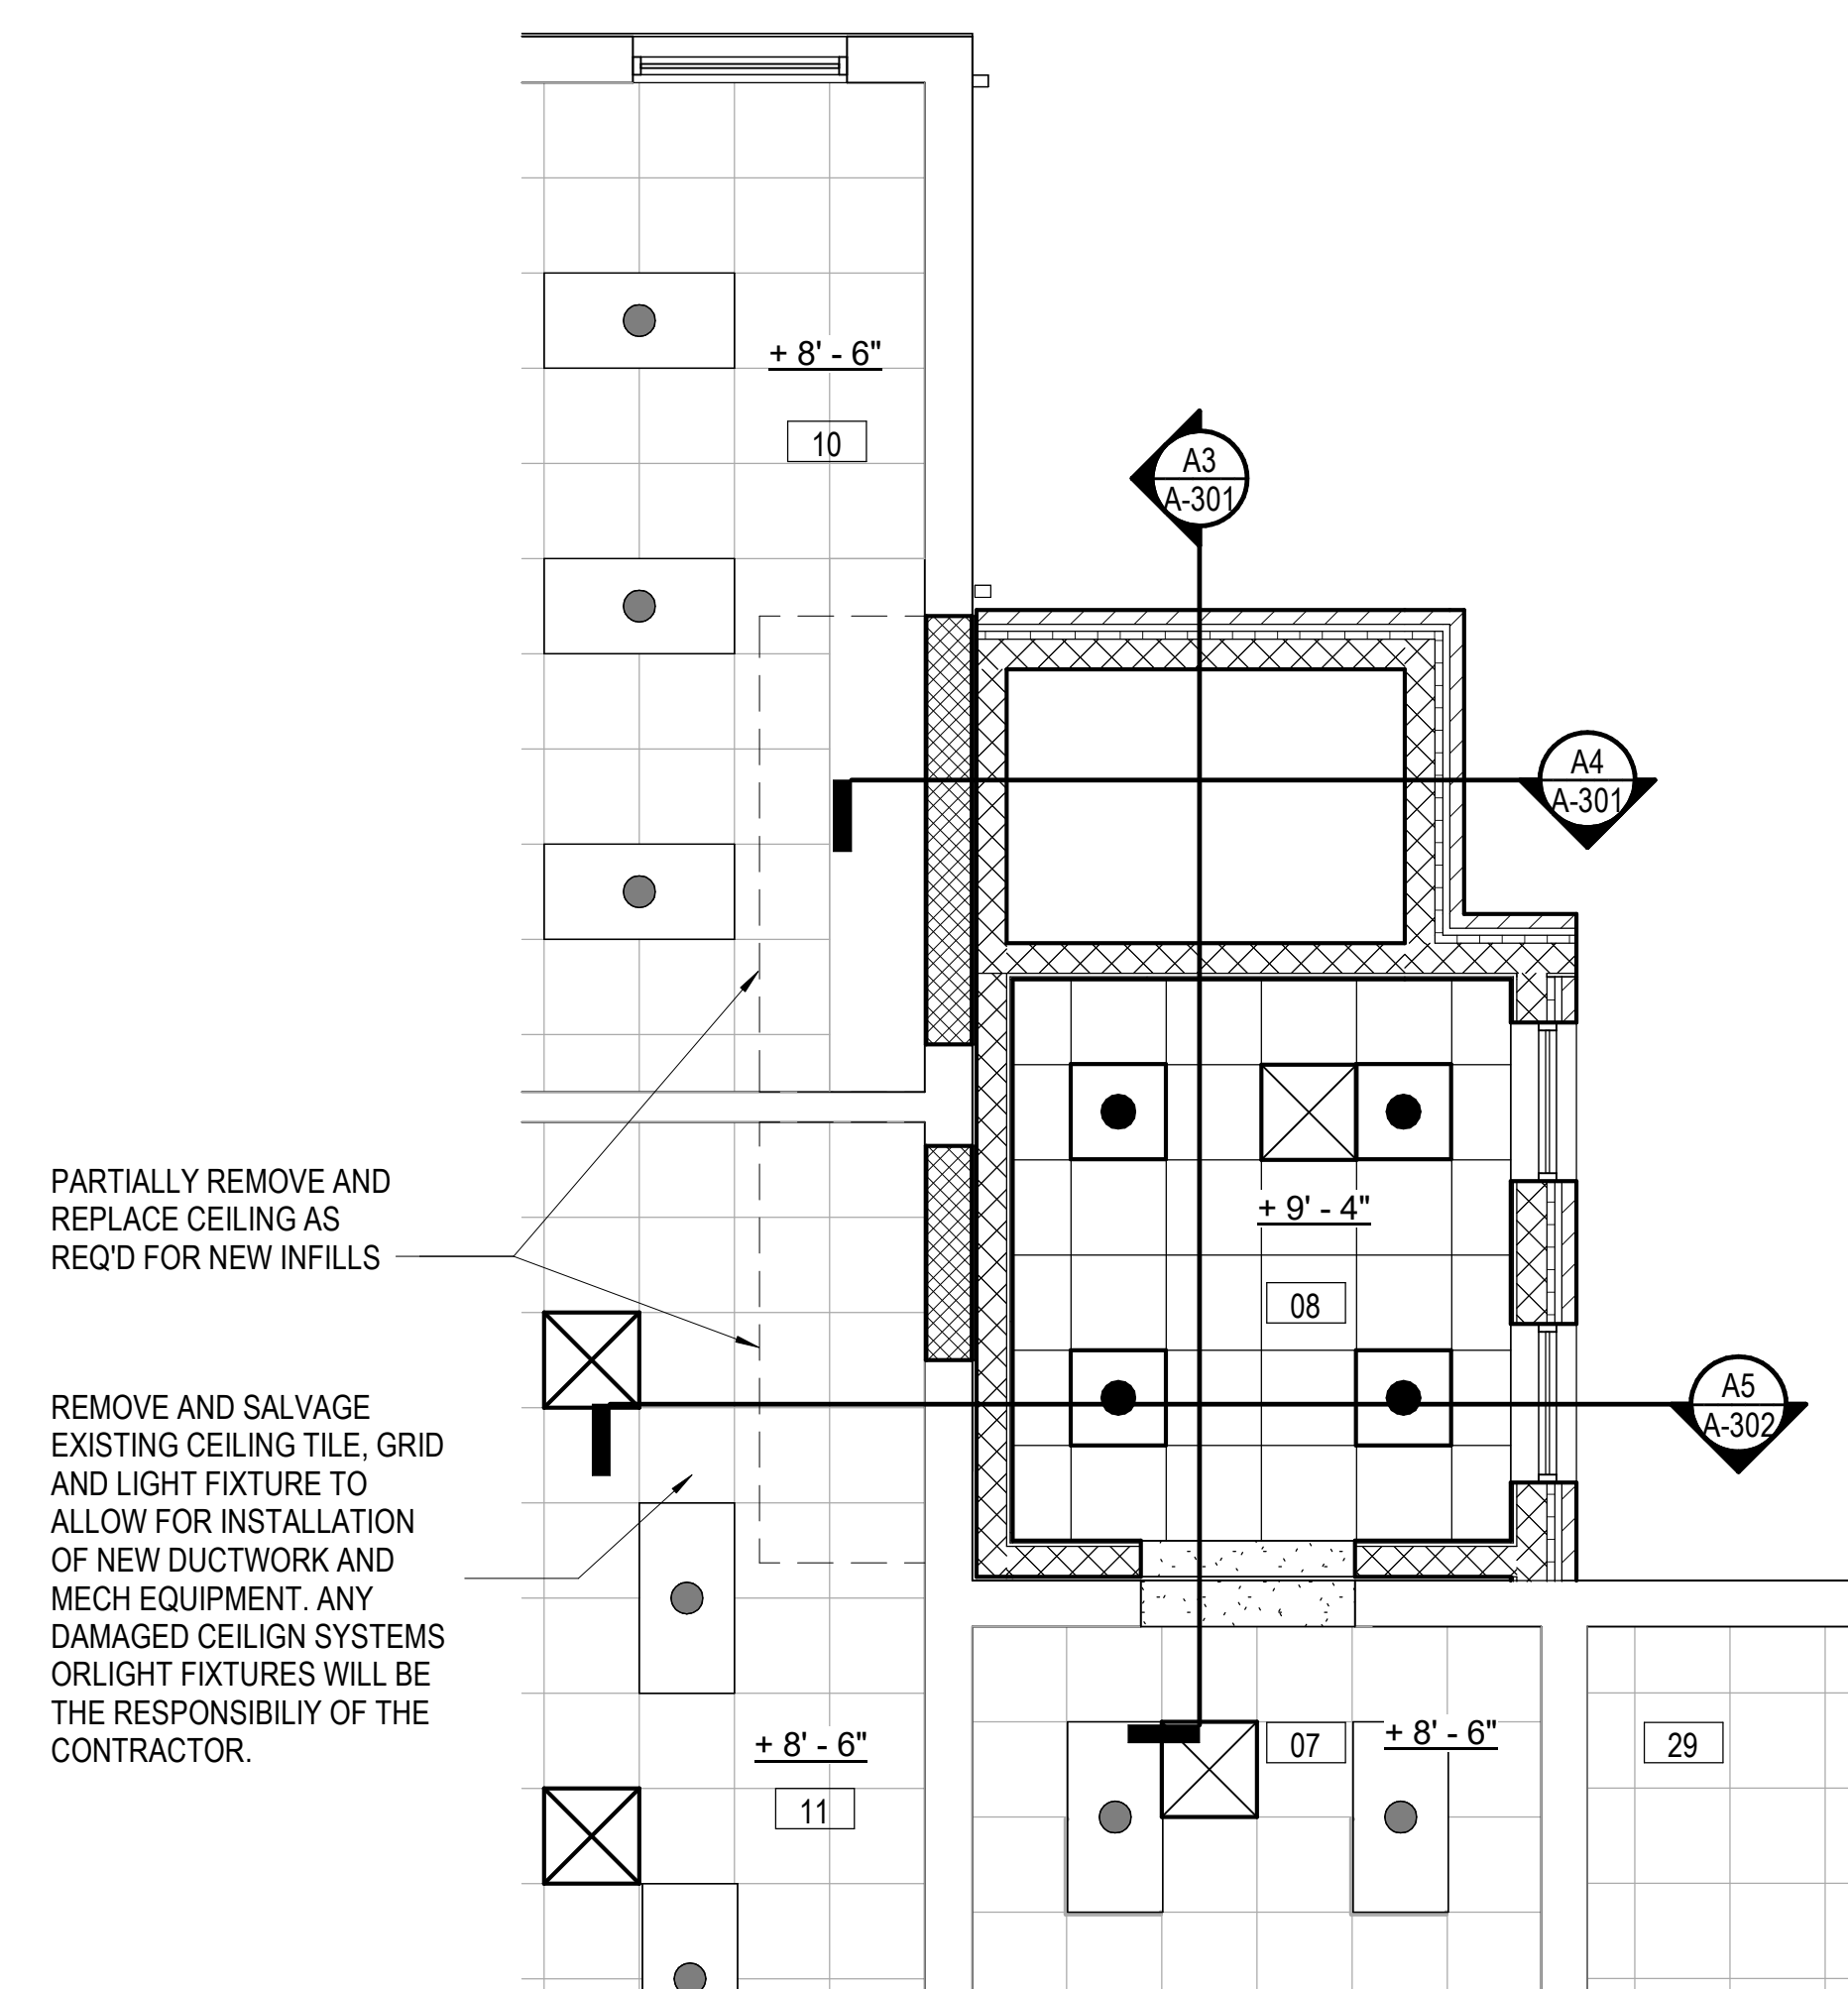 + 8' - 6"
10
A3
A-301
A4
A-301
PARTIALLY REMOVE AND
REPLACE CEILING AS
REQ'D FOR NEW INFILLS
+ 9' - 4"
08
A5
A-302
REMOVE AND SALVAGE
EXISTING CEILING TILE, GRID
AND LIGHT FIXTURE TO
ALLOW FOR INSTALLATION
OF NEW DUCTWORK AND
MECH EQUIPMENT. ANY
DAMAGED CEILIGN SYSTEMS
ORLIGHT FIXTURES WILL BE
THE RESPONSIBILIY OF THE
CONTRACTOR.
+ 8' - 6"
11
07
+ 8' - 6"
29